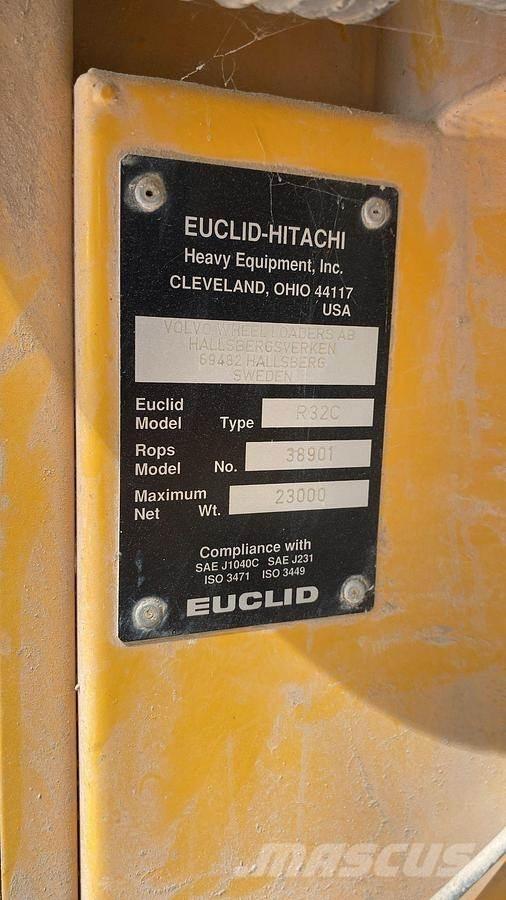 EUCLID-HITACHI
Heavy Equipment, Inc.
CLEVELAND, OHIO 44117
USA
VOLVO WHEEL LOADERS AB
HALLSBERGSVERKEN
69482 HALLSBERG
SWEDEN
Euclid
Model Type R32C
Rops
Model No. 38901
Maximum
Net Wt. 23000
Compliance with
SAE J1040C SAE J231
ISO 3471 ISO 3449
EUCLID
MASCUS